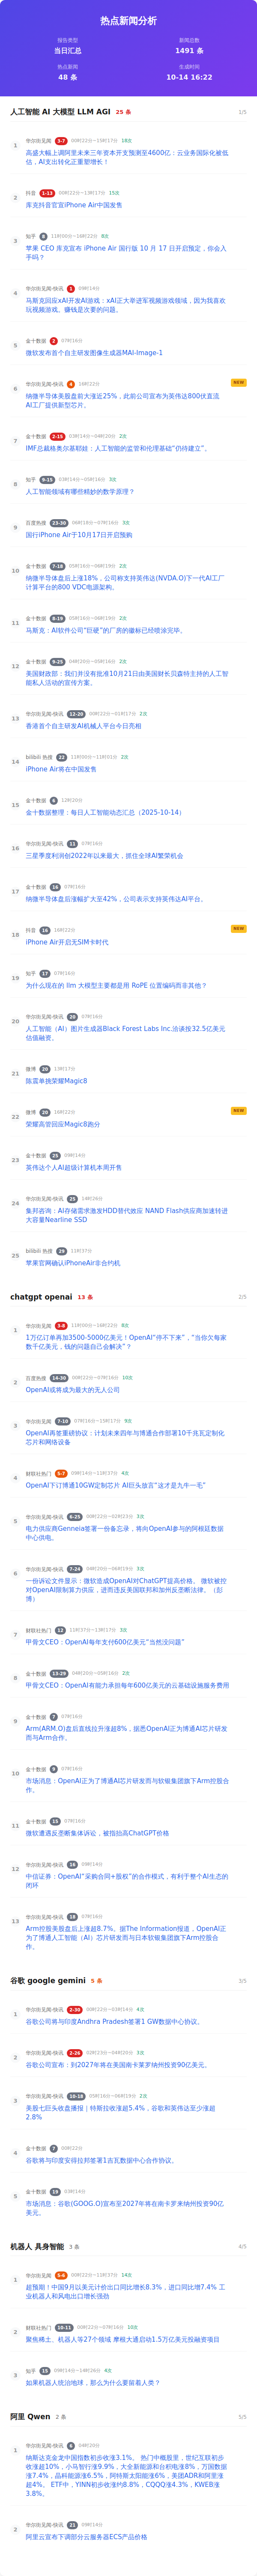 热点新闻分析
报告类型
当日汇总
新闻总数
1491 条
热点新闻
48 条
生成时间
10-14 16:22
人工智能 AI 大模型 LLM AGI 25 条 1/5
1
华尔街见闻 3-7 00时22分~15时17分 18次
高盛大幅上调阿里未来三年资本开支预测至4600亿：云业务国际化被低
估，AI支出转化正重塑增长！
2
抖音 1-13 00时22分~13时17分 15次
库克抖音官宣iPhone Air中国发售
3
知乎 11时00分~16时22分 8次
苹果 CEO 库克宣布 iPhone Air 国行版 10 月 17 日开启预定，你会入
手吗？
4
华尔街见闻-快讯 1 09时14分
马斯克回应xAI开发AI游戏：xAI正大举进军视频游戏领域，因为我喜欢
玩视频游戏。赚钱是次要的问题。
5
金十数据 2 07时16分
微软发布首个自主研发图像生成器MAI-Image-1
6
华尔街见闻-快讯 4 16时22分 NEW
纳微半导体美股盘前大涨近25%，此前公司宣布为英伟达800伏直流
AI工厂提供新型芯片。
7
金十数据 2-15 03时14分~04时20分 2次
IMF总裁格奥尔基耶娃：人工智能的监管和伦理基础“仍待建立”。
8
知乎 9-15 03时14分~05时16分 3次
人工智能领域有哪些精妙的数学原理？
9
百度热搜 23-30 06时18分~07时16分 3次
国行iPhone Air于10月17日开启预购
10
金十数据 7-18 05时16分~06时19分 2次
纳微半导体盘后上涨18%，公司称支持英伟达(NVDA.O)下一代AI工厂
计算平台的800 VDC电源架构。
11
金十数据 8-19 05时16分~06时19分 2次
马斯克：AI软件公司“巨硬”的厂房的徽标已经喷涂完毕。
12
金十数据 9-25 04时20分~05时16分 2次
美国财政部：我们并没有批准10月21日由美国财长贝森特主持的人工智
能私人活动的宣传方案。
13
华尔街见闻-快讯 12-20 00时22分~01时17分 2次
香港首个自主研发AI机械人平台今日亮相
14
bilibili 热搜 22 11时00分~11时01分 2次
iPhone Air将在中国发售
15
金十数据 6 12时20分
金十数据整理：每日人工智能动态汇总（2025-10-14）
16
华尔街见闻-快讯 11 07时16分
三星季度利润创2022年以来最大，抓住全球AI繁荣机会
17
金十数据 16 07时16分
纳微半导体盘后涨幅扩大至42%，公司表示支持英伟达AI平台。
18
抖音 16 16时22分 NEW
iPhone Air开启无SIM卡时代
19
知乎 17 07时16分
为什么现在的 llm 大模型主要都是用 RoPE 位置编码而非其他？
20
华尔街见闻-快讯 20 07时16分
人工智能（AI）图片生成器Black Forest Labs Inc.洽谈按32.5亿美元
估值融资。
21
微博 20 13时17分
陈震单挑荣耀Magic8
22
微博 20 16时22分 NEW
荣耀高管回应Magic8跑分
23
金十数据 25 09时14分
英伟达个人AI超级计算机本周开售
24
华尔街见闻-快讯 25 14时26分
集邦咨询：AI存储需求激发HDD替代效应 NAND Flash供应商加速转进
大容量Nearline SSD
25
bilibili 热搜 29 11时37分
苹果官网确认iPhoneAir非合约机
chatgpt openai 13 条 2/5
1
华尔街见闻 3-8 11时00分~16时22分 8次
1万亿订单再加3500-5000亿美元！OpenAI“停不下来”，“当你欠每家
数千亿美元，钱的问题自己会解决”？
2
百度热搜 14-30 00时22分~07时16分 10次
OpenAI或将成为最大的无人公司
3
华尔街见闻 7-10 07时16分~15时17分 9次
OpenAI再签重磅协议：计划未来四年与博通合作部署10千兆瓦定制化
芯片和网络设备
4
财联社热门 5-7 09时14分~11时37分 4次
OpenAI下订博通10GW定制芯片 AI巨头放言“这才是九牛一毛”
5
华尔街见闻-快讯 6-25 00时22分~02时23分 3次
电力供应商Genneia签署一份备忘录，将向OpenAI参与的阿根廷数据
中心供电。
6
华尔街见闻-快讯 7-24 04时20分~06时19分 3次
一份诉讼文件显示：微软造成OpenAI对ChatGPT提高价格。 微软被控
对OpenAI限制算力供应，进而违反美国联邦和加州反垄断法律。（彭
博）
7
财联社热门 12 11时37分~13时17分 3次
甲骨文CEO：OpenAI每年支付600亿美元“当然没问题”
8
金十数据 13-29 04时20分~05时16分 2次
甲骨文CEO：OpenAI有能力承担每年600亿美元的云基础设施服务费用
9
金十数据 7 07时16分
Arm(ARM.O)盘后直线拉升涨超8%，据悉OpenAI正为博通AI芯片研发
而与Arm合作。
10
金十数据 9 07时16分
市场消息：OpenAI正为了博通AI芯片研发而与软银集团旗下Arm控股合
作。
11
金十数据 15 07时16分
微软遭遇反垄断集体诉讼，被指抬高ChatGPT价格
12
华尔街见闻-快讯 16 09时14分
中信证券：OpenAI“采购合同+股权”的合作模式，有利于整个AI生态的
闭环
13
华尔街见闻-快讯 18 07时16分
Arm控股美股盘后上涨超8.7%。据The Information报道，OpenAI正
为了博通人工智能（AI）芯片研发而与日本软银集团旗下Arm控股合
作。
谷歌 google gemini 5 条 3/5
1
华尔街见闻-快讯 2-30 00时22分~03时14分 4次
谷歌公司将与印度Andhra Pradesh签署1 GW数据中心协议。
2
华尔街见闻-快讯 2-26 02时23分~04时20分 3次
谷歌公司宣布：到2027年将在美国南卡莱罗纳州投资90亿美元。
3
华尔街见闻-快讯 10-19 05时16分~06时19分 2次
美股七巨头收盘播报｜特斯拉收涨超5.4%，谷歌和英伟达至少涨超
2.8%
4
金十数据 7 00时22分
谷歌将与印度安得拉邦签署1吉瓦数据中心合作协议。
5
金十数据 19 03时14分
市场消息：谷歌(GOOG.O)宣布至2027年将在南卡罗来纳州投资90亿
美元。
机器人 具身智能 3 条 4/5
1
华尔街见闻 5-6 00时22分~11时37分 14次
超预期！中国9月以美元计价出口同比增长8.3%，进口同比增7.4% 工
业机器人和风电出口增长强劲
2
财联社热门 10-11 00时22分~07时16分 10次
聚焦稀土、机器人等27个领域 摩根大通启动1.5万亿美元投融资项目
3
知乎 15 09时14分~14时26分 4次
如果机器人统治地球，那么为什么要留着人类？
阿里 Qwen 2 条 5/5
1
华尔街见闻-快讯 6 04时20分
纳斯达克金龙中国指数初步收涨3.1%。 热门中概股里，世纪互联初步
收涨超10%，小马智行涨9.9%，大全新能源和台积电涨8%，万国数据
涨7.4%，晶科能源涨6.5%，阿特斯太阳能涨6%，美团ADR和阿里涨
超4%。 ETF中，YINN初步收涨约8.8%，CQQQ涨4.3%，KWEB涨
3.8%。
2
华尔街见闻-快讯 21 09时14分
阿里云宣布下调部分云服务器ECS产品价格